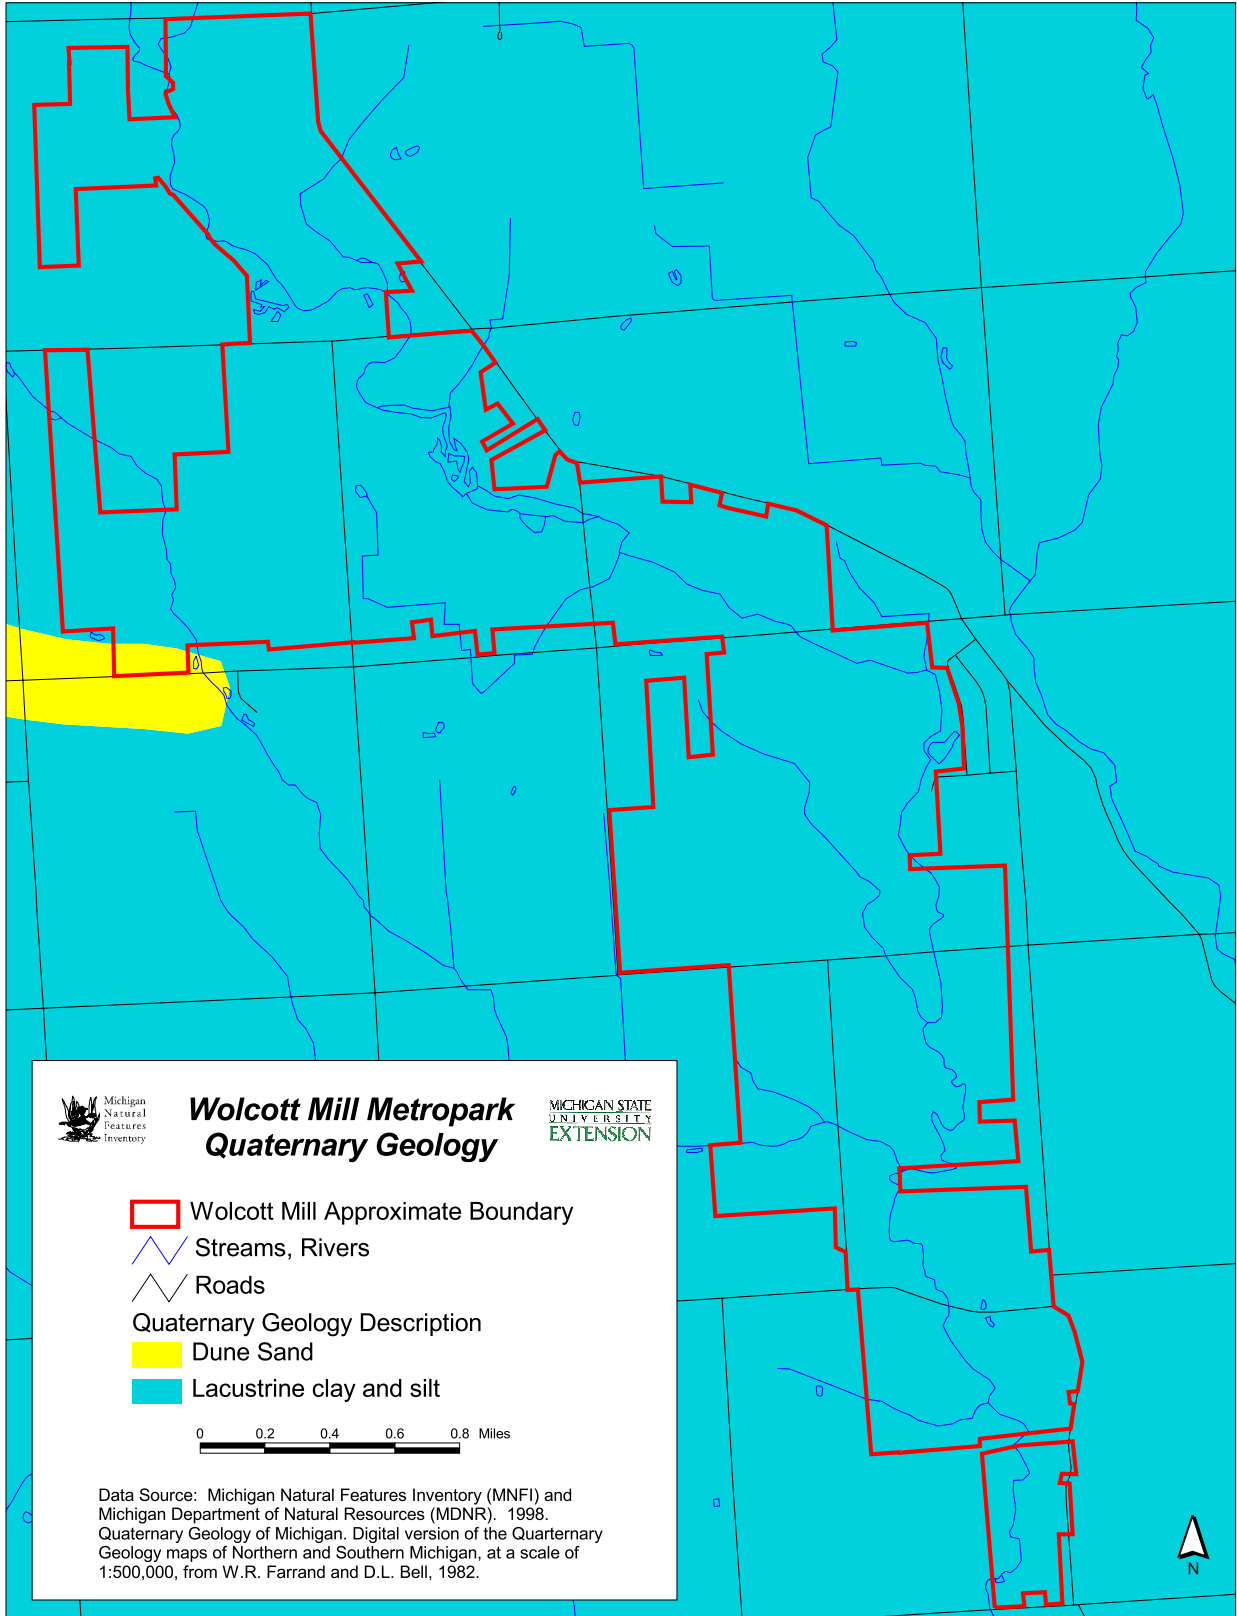 Michigan
Natural
Features
Inventory
Wolcott Mill Metropark
Quaternary Geology
MICHIGAN STATE
UNIVERSITY
EXTENSION
Wolcott Mill Approximate Boundary
Streams, Rivers
Roads
Quaternary Geology Description
Dune Sand
Lacustrine clay and silt
0 0.2 0.4 0.6 0.8 Miles
Data Source: Michigan Natural Features Inventory (MNFI) and
Michigan Department of Natural Resources (MDNR). 1998.
Quaternary Geology of Michigan. Digital version of the Quarternary
Geology maps of Northern and Southern Michigan, at a scale of
1:500,000, from W.R. Farrand and D.L. Bell, 1982.
N